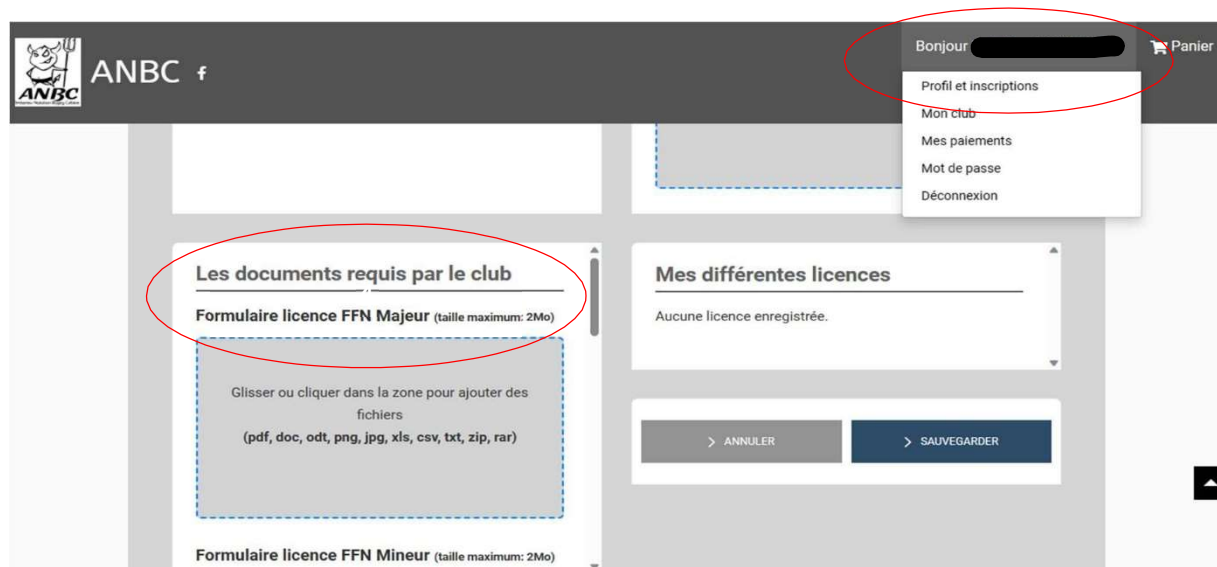 ANBC
ANBC f
Bonjour
Panier
Profil et inscriptions
Mon club
Mes paiements
Mot de passe
Déconnexion
Les documents requis par le club
Formulaire licence FFN Majeur (taille maximum: 2Mo)
Glisser ou cliquer dans la zone pour ajouter des
fichiers
(pdf, doc, odt, png, jpg, xls, csv, txt, zip, rar)
Formulaire licence FFN Mineur (taille maximum: 2Mo)
Mes différentes licences
Aucune licence enregistrée.
> ANNULER
> SAUVEGARDER